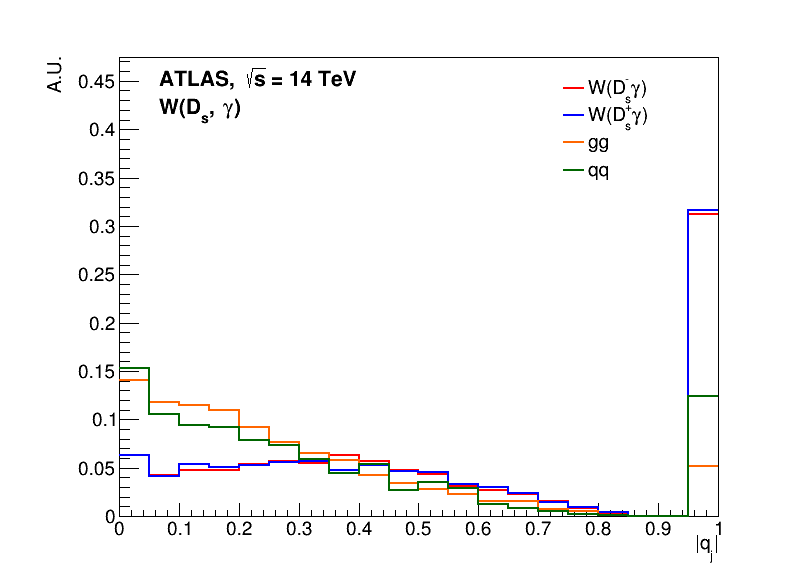 A.U.
ATLAS, √s = 14 TeV
W(Dₛ, γ)
W(Dₛ⁻γ)
W(Dₛ⁺γ)
gg
qq
0.45
0.4
0.35
0.3
0.25
0.2
0.15
0.1
0.05
0
0 0.1 0.2 0.3 0.4 0.5 0.6 0.7 0.8 0.9 1
|qⱼ|